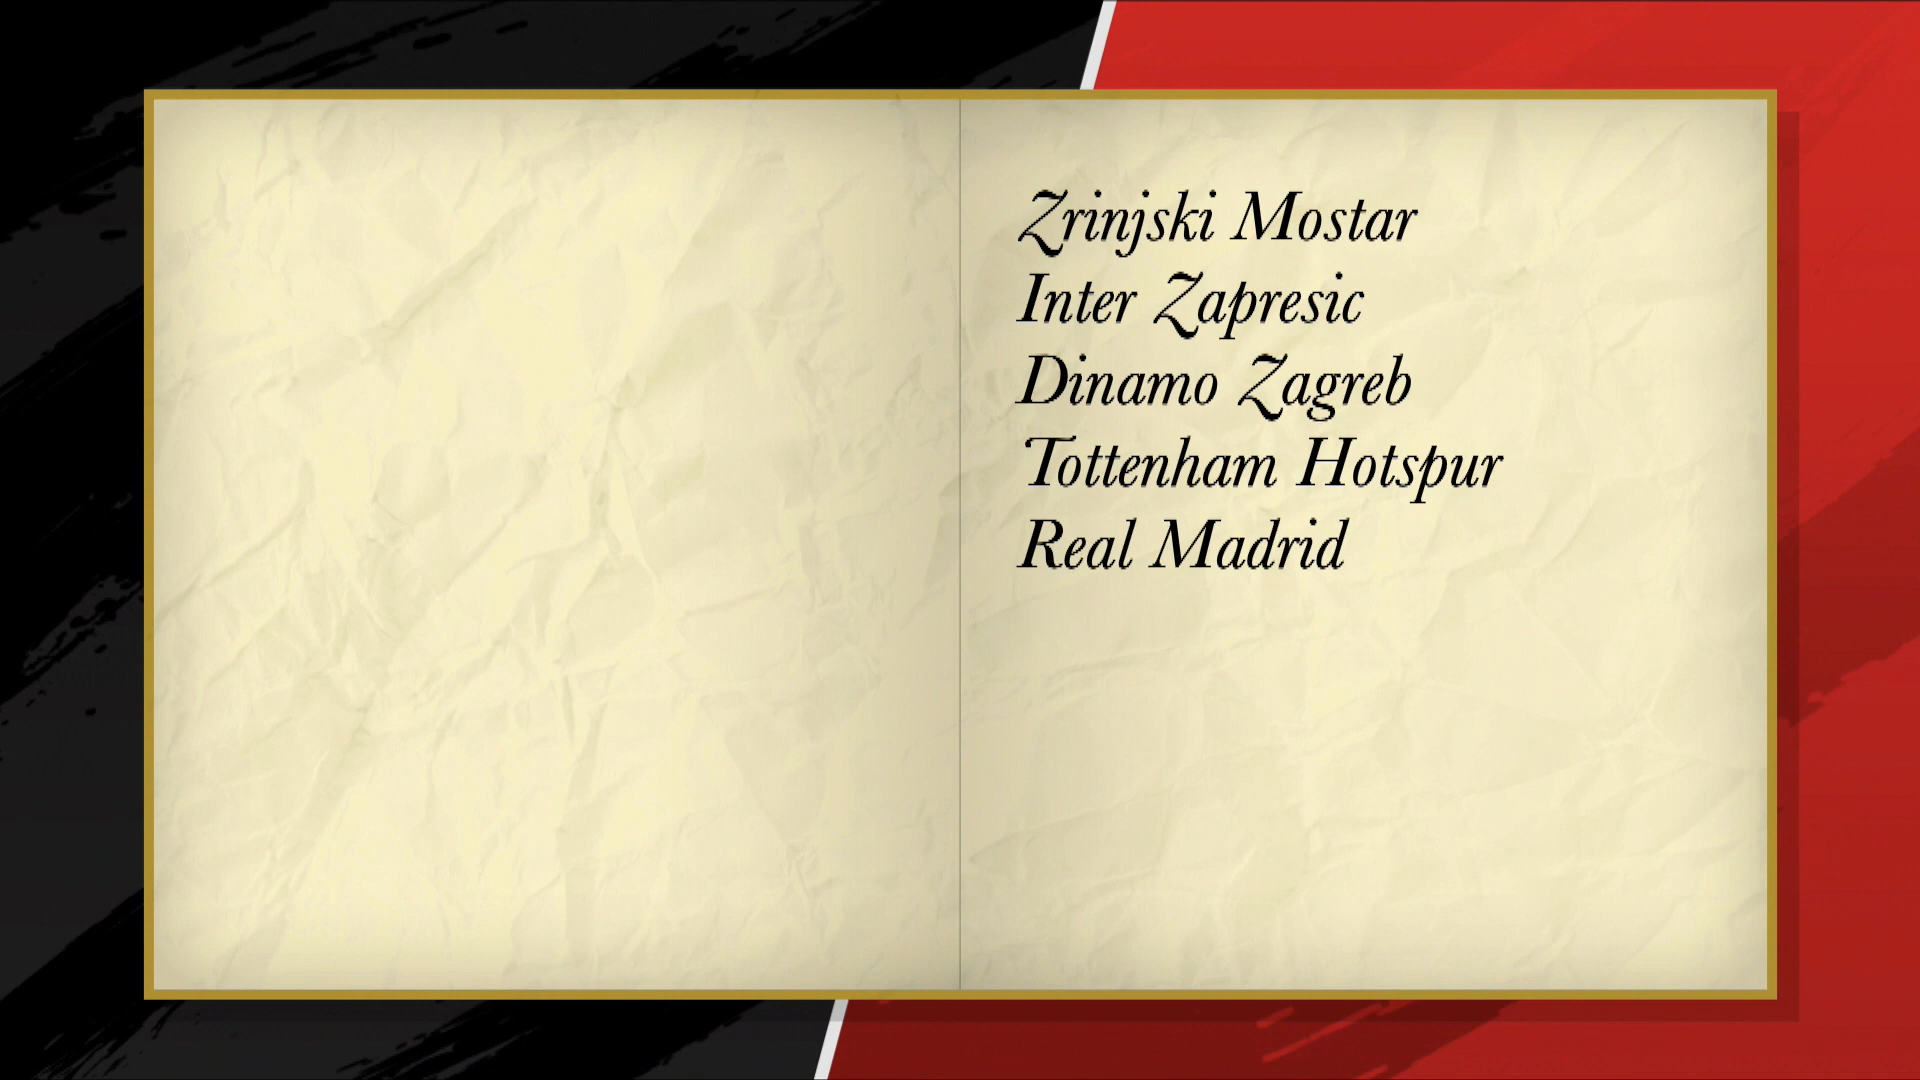 Zrinjski Mostar
Inter Zapresic
Dinamo Zagreb
Tottenham Hotspur
Real Madrid